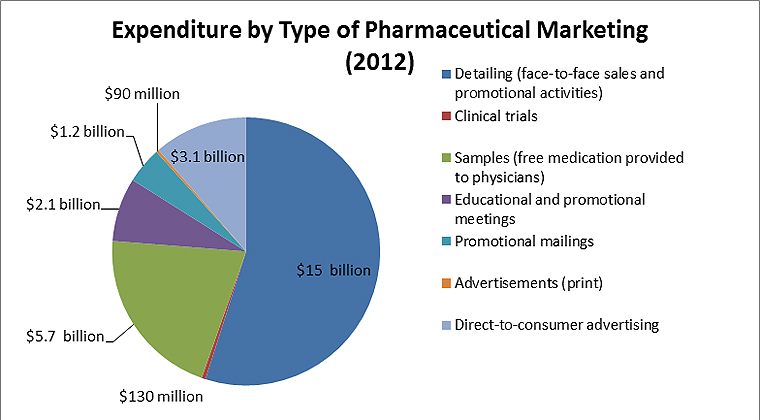 Expenditure by Type of Pharmaceutical Marketing
(2012)
$90 million
$1.2 billion
$3.1 billion
$2.1 billion
$15 billion
$5.7 billion
$130 million
Detailing (face-to-face sales and
promotional activities)
Clinical trials
Samples (free medication provided
to physicians)
Educational and promotional
meetings
Promotional mailings
Advertisements (print)
Direct-to-consumer advertising